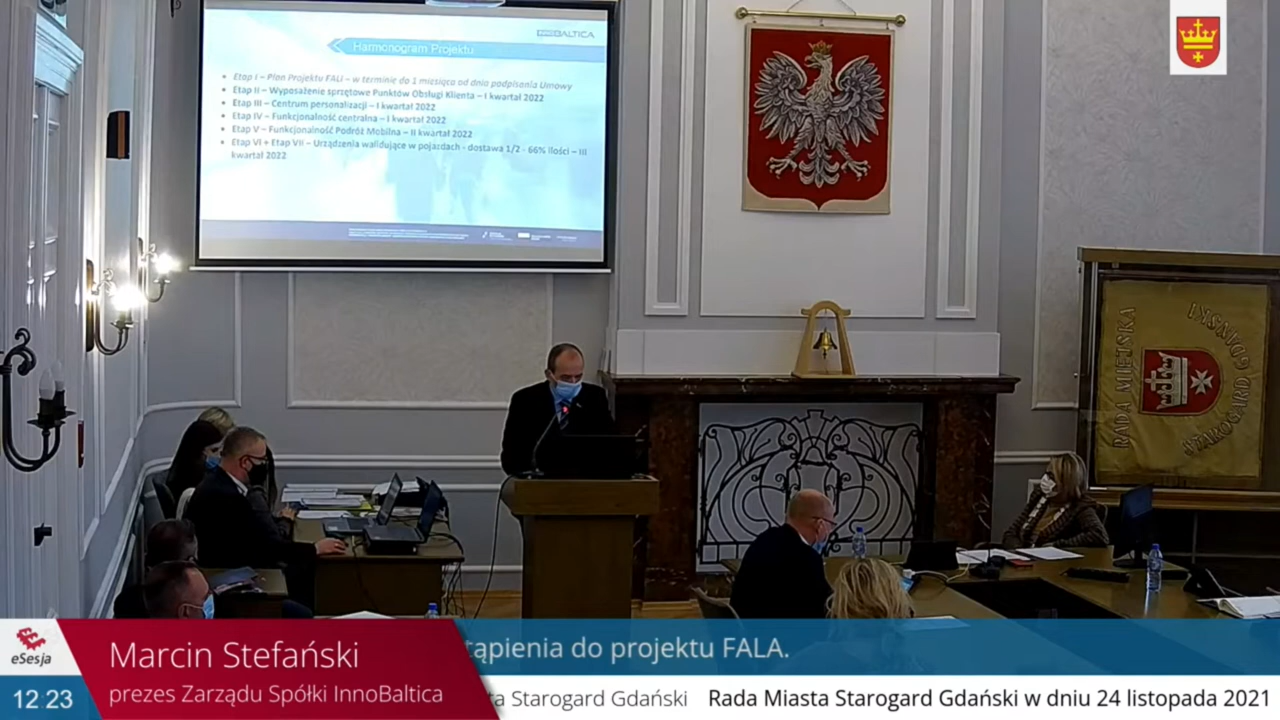 INNOBALTICA
Harmonogram Projektu
Etap I – Plan Projektu FALI – w terminie do 1 miesiąca od dnia podpisania Umowy
Etap II – Wyposażenie sprzętowe Punktów Obsługi Klienta – I kwartał 2022
Etap III – Centrum personalizacji – I kwartał 2022
Etap IV – Funkcjonalność centralna – I kwartał 2022
Etap V – Funkcjonalność Podróż Mobilna – II kwartał 2022
Etap VI + Etap VII – Urządzenia walidujące w pojazdach - dostawa 1/2 - 66% ilości – III
kwartał 2022
RADA MIEJSKA
STAROGARD GDAŃSKI
eSesja
12:23
Marcin Stefański
prezes Zarządu Spółki InnoBaltica
tąpienia do projektu FALA.
ta Starogard Gdański
Rada Miasta Starogard Gdański w dniu 24 listopada 2021